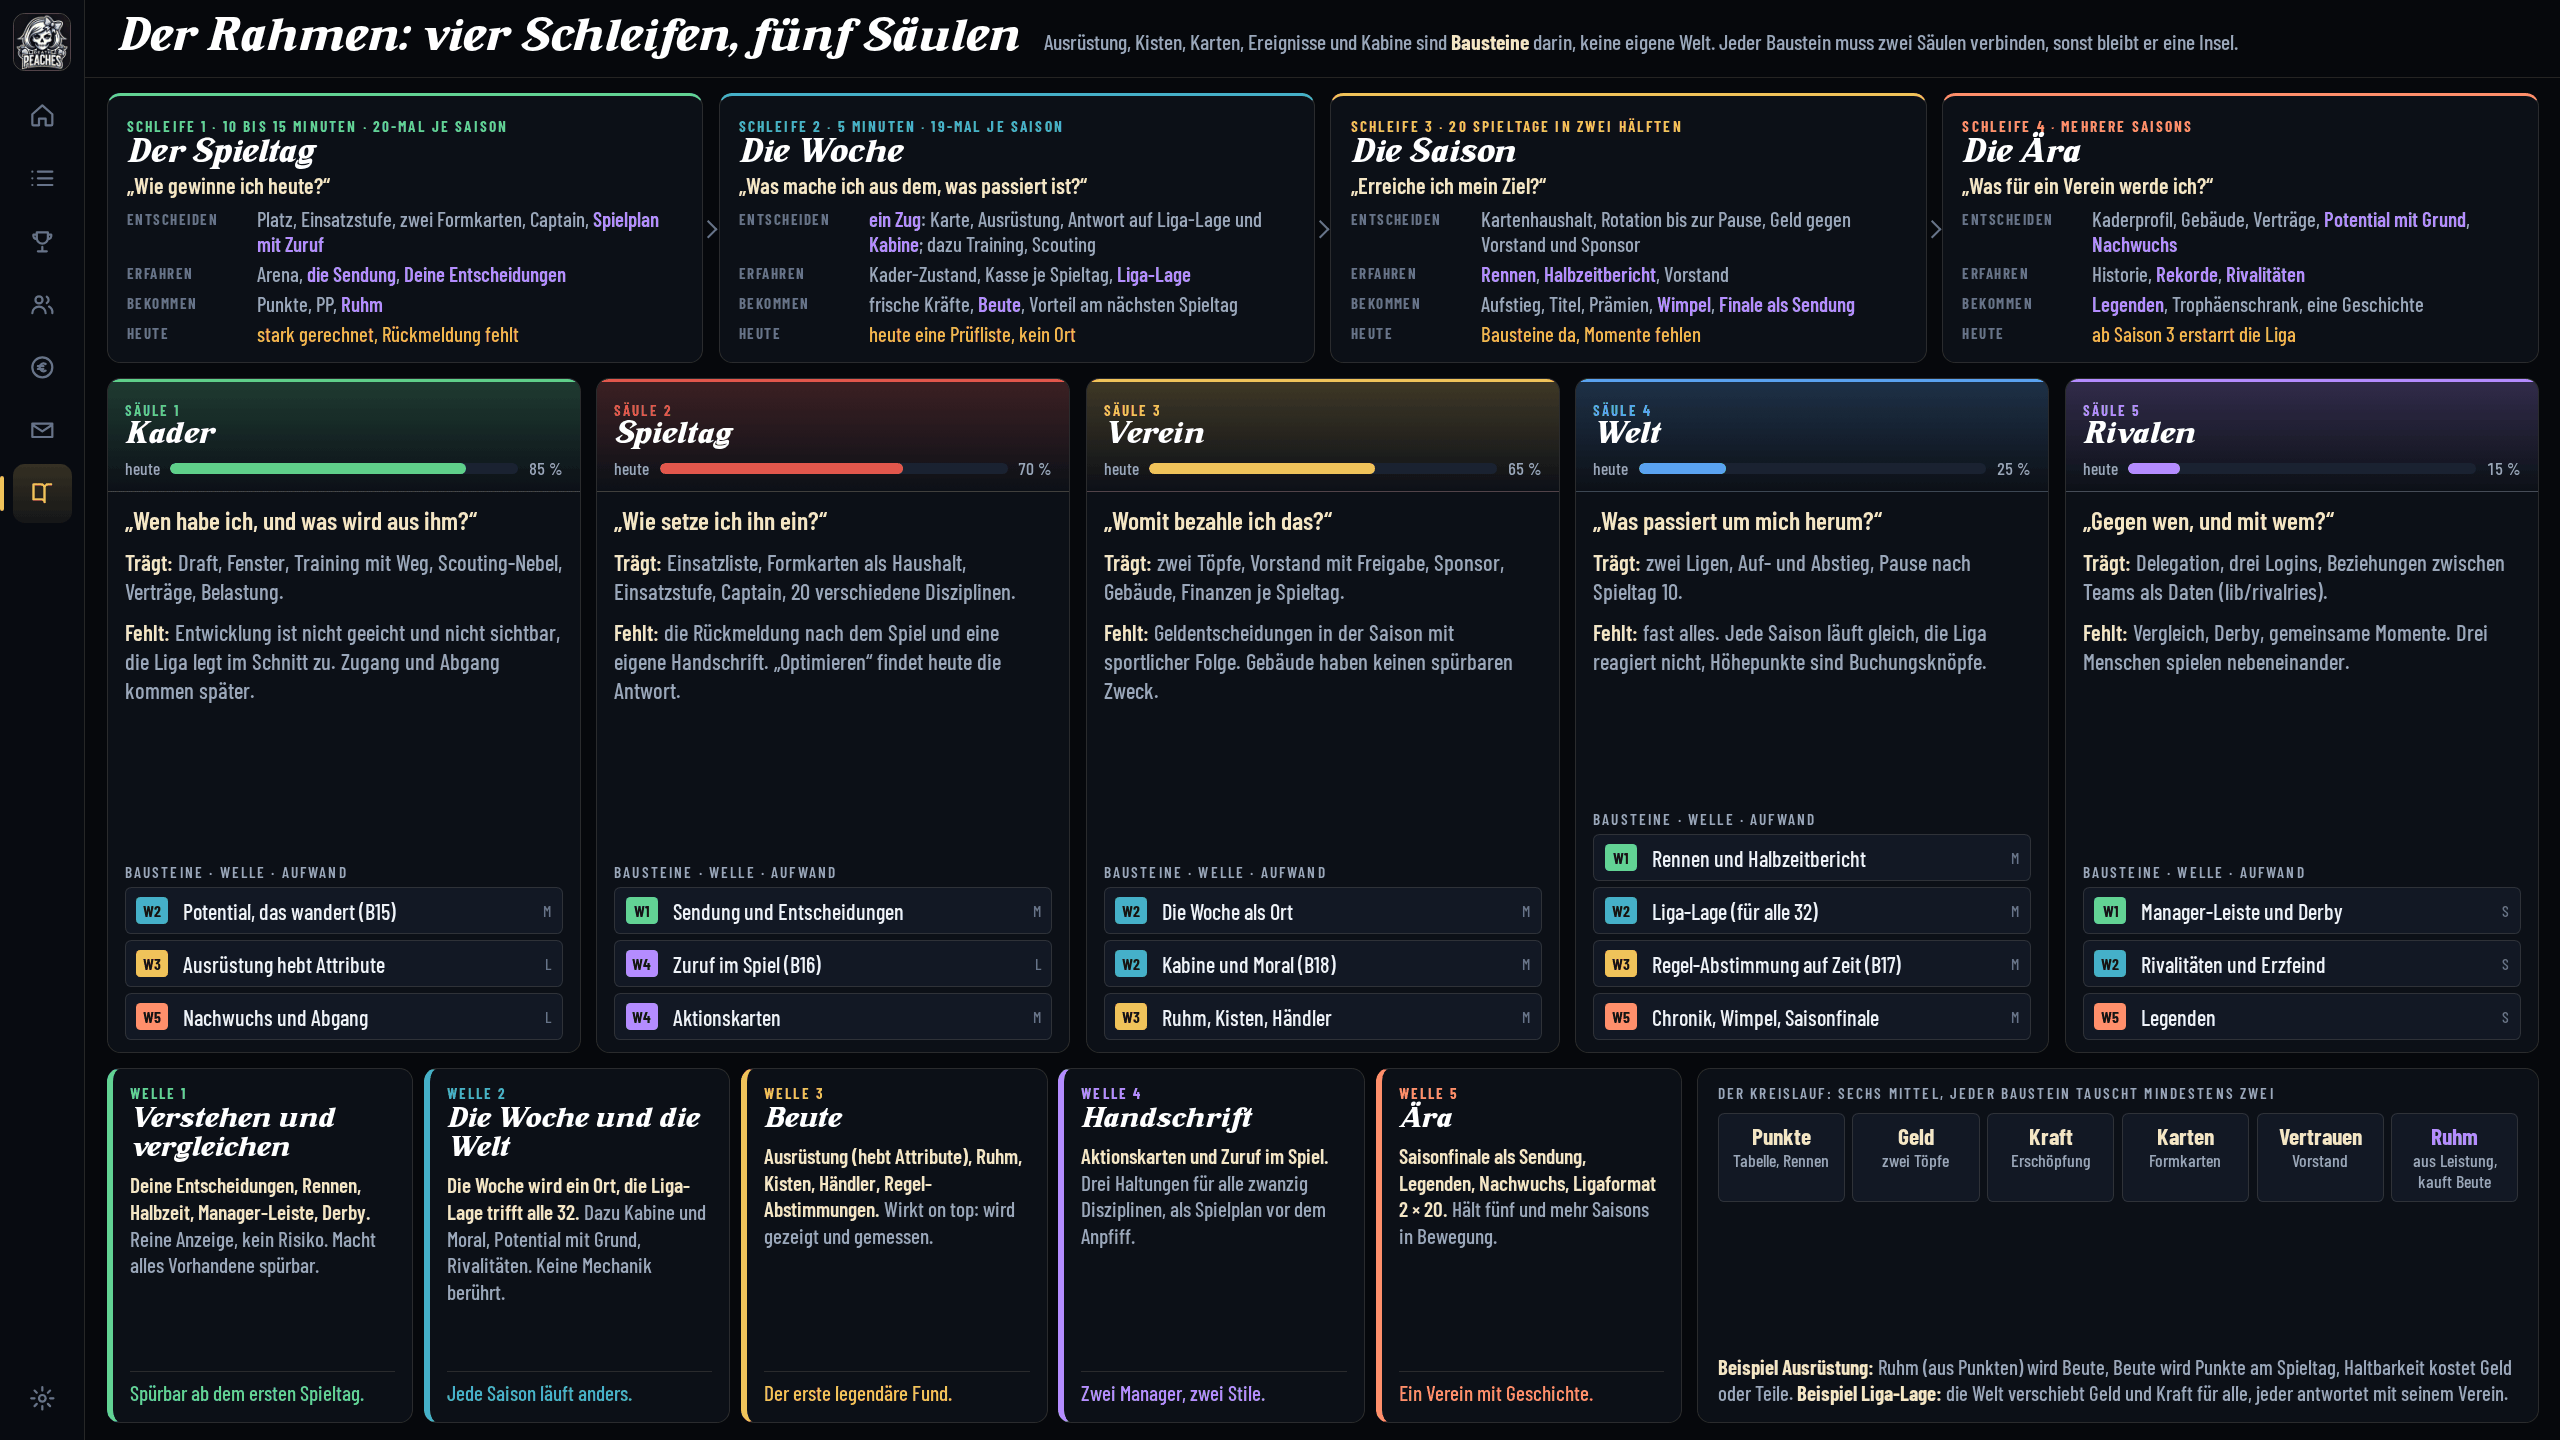 PEACHES
Der Rahmen: vier Schleifen, fünf Säulen
Ausrüstung, Kisten, Karten, Ereignisse und Kabine sind Bausteine darin, keine eigene Welt. Jeder Baustein muss zwei Säulen verbinden, sonst bleibt er eine Insel.
SCHLEIFE 1 · 10 BIS 15 MINUTEN · 20-MAL JE SAISON
Der Spieltag
„Wie gewinne ich heute?“
ENTSCHEIDEN Platz, Einsatzstufe, zwei Formkarten, Captain, Spielplan
mit Zuruf
ERFAHREN Arena, die Sendung, Deine Entscheidungen
BEKOMMEN Punkte, PP, Ruhm
HEUTE stark gerechnet, Rückmeldung fehlt
SCHLEIFE 2 · 5 MINUTEN · 19-MAL JE SAISON
Die Woche
„Was mache ich aus dem, was passiert ist?“
ENTSCHEIDEN ein Zug: Karte, Ausrüstung, Antwort auf Liga-Lage und
Kabine; dazu Training, Scouting
ERFAHREN Kader-Zustand, Kasse je Spieltag, Liga-Lage
BEKOMMEN frische Kräfte, Beute, Vorteil am nächsten Spieltag
HEUTE heute eine Prüfliste, kein Ort
SCHLEIFE 3 · 20 SPIELTAGE IN ZWEI HÄLFTEN
Die Saison
„Erreiche ich mein Ziel?“
ENTSCHEIDEN Kartenhaushalt, Rotation bis zur Pause, Geld gegen
Vorstand und Sponsor
ERFAHREN Rennen, Halbzeitbericht, Vorstand
BEKOMMEN Aufstieg, Titel, Prämien, Wimpel, Finale als Sendung
HEUTE Bausteine da, Momente fehlen
SCHLEIFE 4 · MEHRERE SAISONS
Die Ära
„Was für ein Verein werde ich?“
ENTSCHEIDEN Kaderprofil, Gebäude, Verträge, Potential mit Grund,
Nachwuchs
ERFAHREN Historie, Rekorde, Rivalitäten
BEKOMMEN Legenden, Trophäenschrank, eine Geschichte
HEUTE ab Saison 3 erstarrt die Liga
SÄULE 1
Kader
heute 85 %
„Wen habe ich, und was wird aus ihm?“
Trägt: Draft, Fenster, Training mit Weg, Scouting-Nebel,
Verträge, Belastung.
Fehlt: Entwicklung ist nicht geeicht und nicht sichtbar,
die Liga legt im Schnitt zu. Zugang und Abgang
kommen später.
BAUSTEINE · WELLE · AUFWAND
W2 Potential, das wandert (B15) M
W3 Ausrüstung hebt Attribute L
W5 Nachwuchs und Abgang L
SÄULE 2
Spieltag
heute 70 %
„Wie setze ich ihn ein?“
Trägt: Einsatzliste, Formkarten als Haushalt,
Einsatzstufe, Captain, 20 verschiedene Disziplinen.
Fehlt: die Rückmeldung nach dem Spiel und eine
eigene Handschrift. „Optimieren“ findet heute die
Antwort.
BAUSTEINE · WELLE · AUFWAND
W1 Sendung und Entscheidungen M
W4 Zuruf im Spiel (B16) L
W4 Aktionskarten M
SÄULE 3
Verein
heute 65 %
„Womit bezahle ich das?“
Trägt: zwei Töpfe, Vorstand mit Freigabe, Sponsor,
Gebäude, Finanzen je Spieltag.
Fehlt: Geldentscheidungen in der Saison mit
sportlicher Folge. Gebäude haben keinen spürbaren
Zweck.
BAUSTEINE · WELLE · AUFWAND
W2 Die Woche als Ort M
W2 Kabine und Moral (B18) M
W3 Ruhm, Kisten, Händler M
SÄULE 4
Welt
heute 25 %
„Was passiert um mich herum?“
Trägt: zwei Ligen, Auf- und Abstieg, Pause nach
Spieltag 10.
Fehlt: fast alles. Jede Saison läuft gleich, die Liga
reagiert nicht, Höhepunkte sind Buchungsknöpfe.
BAUSTEINE · WELLE · AUFWAND
W1 Rennen und Halbzeitbericht M
W2 Liga-Lage (für alle 32) M
W3 Regel-Abstimmung auf Zeit (B17) M
W5 Chronik, Wimpel, Saisonfinale M
SÄULE 5
Rivalen
heute 15 %
„Gegen wen, und mit wem?“
Trägt: Delegation, drei Logins, Beziehungen zwischen
Teams als Daten (lib/rivalries).
Fehlt: Vergleich, Derby, gemeinsame Momente. Drei
Menschen spielen nebeneinander.
BAUSTEINE · WELLE · AUFWAND
W1 Manager-Leiste und Derby S
W2 Rivalitäten und Erzfeind S
W5 Legenden S
WELLE 1
Verstehen und
vergleichen
Deine Entscheidungen, Rennen,
Halbzeit, Manager-Leiste, Derby.
Reine Anzeige, kein Risiko. Macht
alles Vorhandene spürbar.
Spürbar ab dem ersten Spieltag.
WELLE 2
Die Woche und die
Welt
Die Woche wird ein Ort, die Liga-
Lage trifft alle 32. Dazu Kabine und
Moral, Potential mit Grund,
Rivalitäten. Keine Mechanik
berührt.
Jede Saison läuft anders.
WELLE 3
Beute
Ausrüstung (hebt Attribute), Ruhm,
Kisten, Händler, Regel-
Abstimmungen. Wirkt on top: wird
gezeigt und gemessen.
Der erste legendäre Fund.
WELLE 4
Handschrift
Aktionskarten und Zuruf im Spiel.
Drei Haltungen für alle zwanzig
Disziplinen, als Spielplan vor dem
Anpfiff.
Zwei Manager, zwei Stile.
WELLE 5
Ära
Saisonfinale als Sendung,
Legenden, Nachwuchs, Ligaformat
2 × 20. Hält fünf und mehr Saisons
in Bewegung.
Ein Verein mit Geschichte.
DER KREISLAUF: SECHS MITTEL, JEDER BAUSTEIN TAUSCHT MINDESTENS ZWEI
Punkte
Tabelle, Rennen
Geld
zwei Töpfe
Kraft
Erschöpfung
Karten
Formkarten
Vertrauen
Vorstand
Ruhm
aus Leistung,
kauft Beute
Beispiel Ausrüstung: Ruhm (aus Punkten) wird Beute, Beute wird Punkte am Spieltag, Haltbarkeit kostet Geld
oder Teile. Beispiel Liga-Lage: die Welt verschiebt Geld und Kraft für alle, jeder antwortet mit seinem Verein.